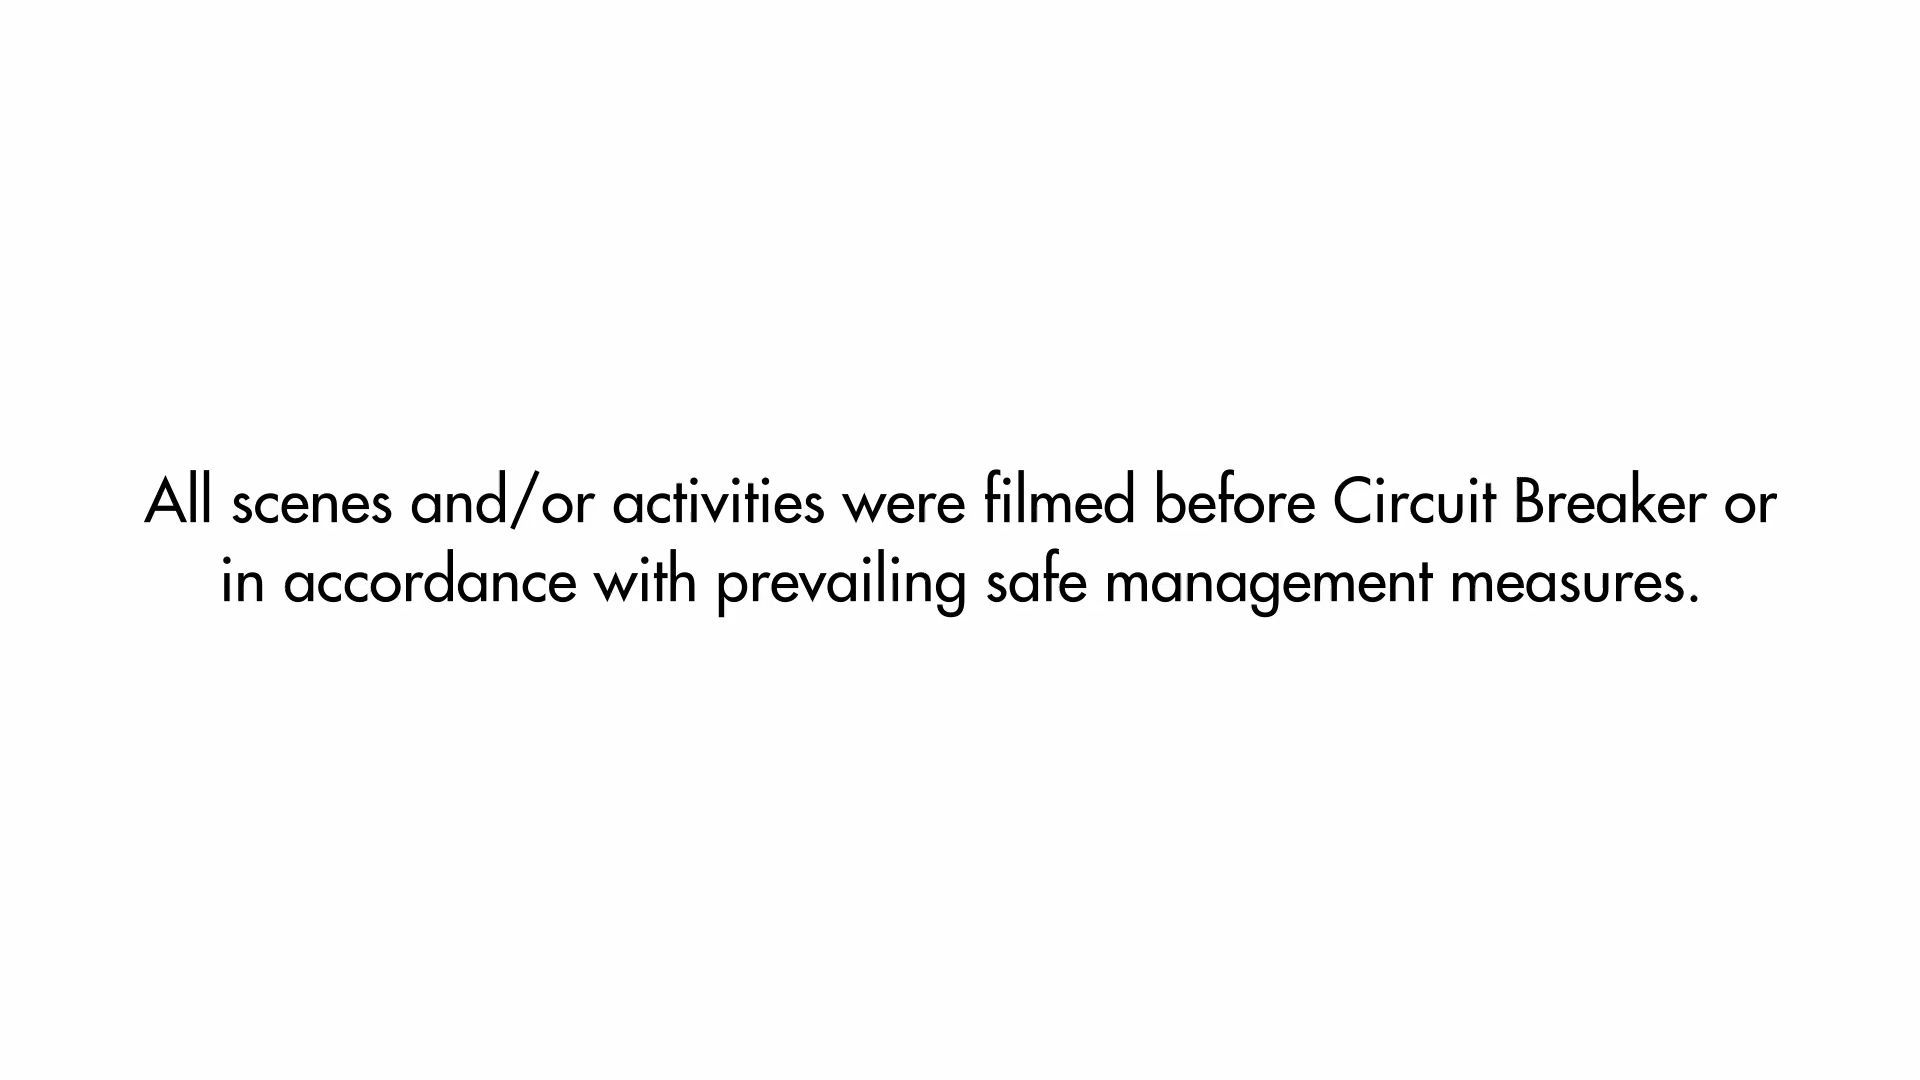 All scenes and/or activities were filmed before Circuit Breaker or
in accordance with prevailing safe management measures.